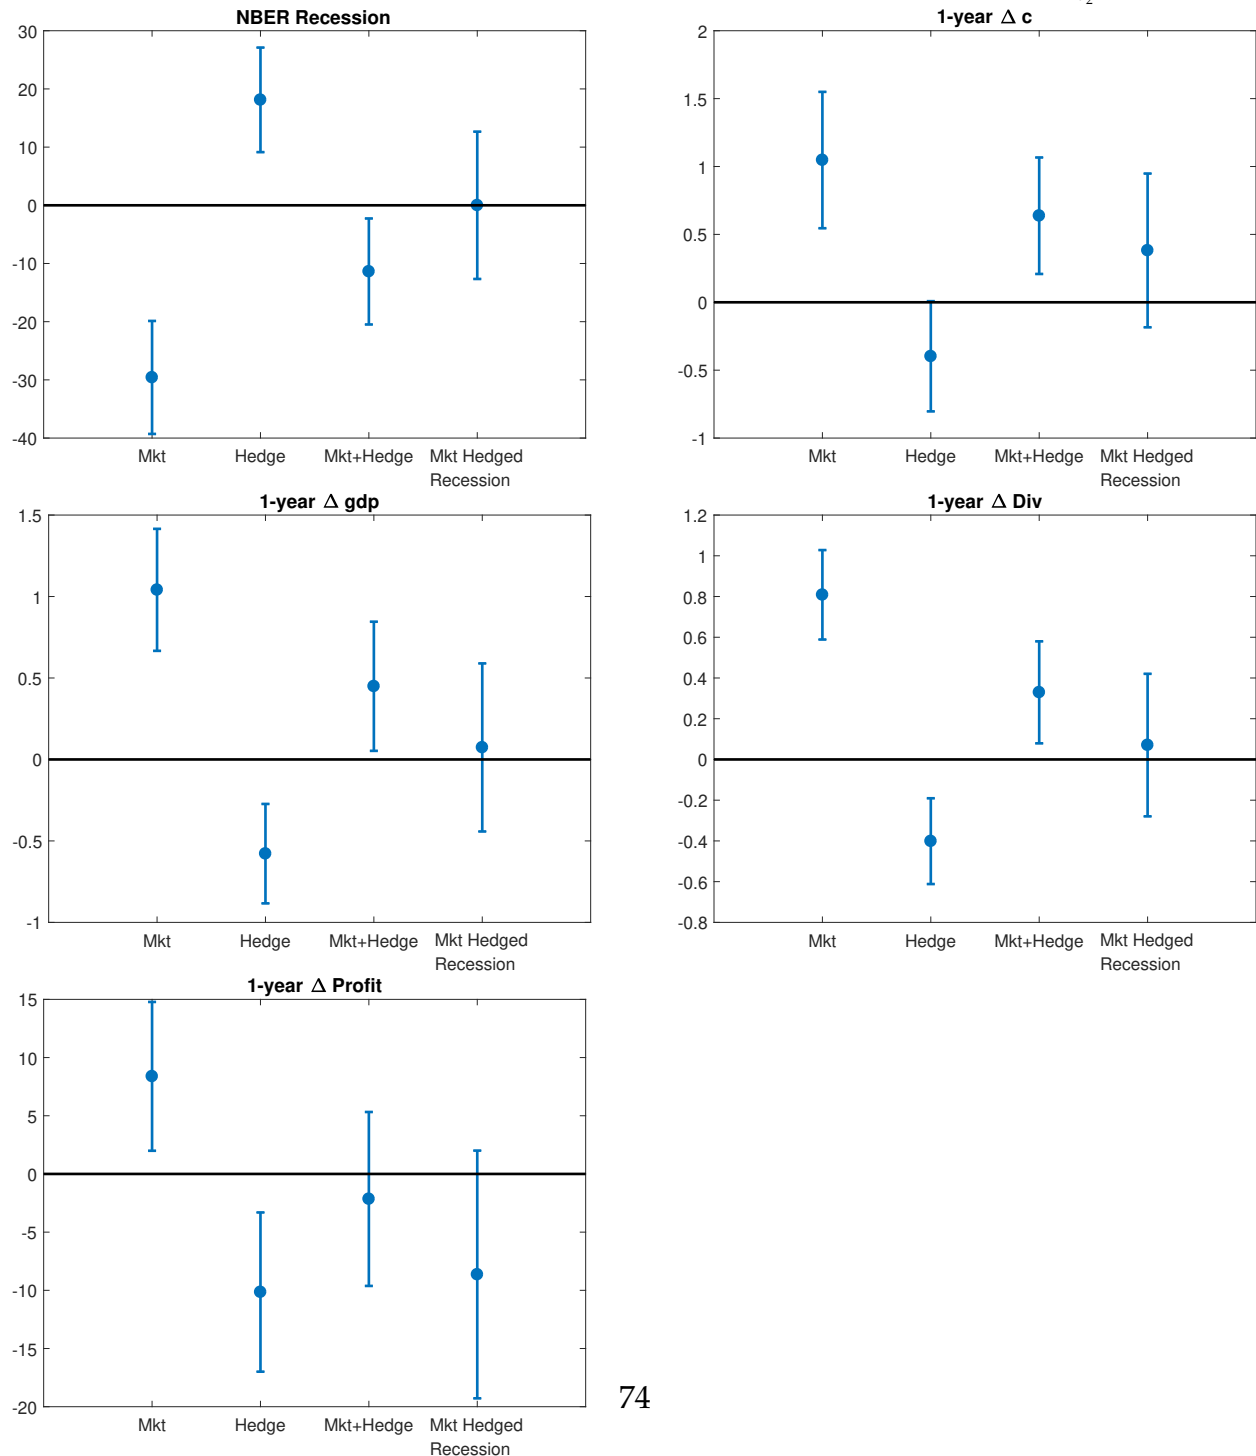 2
NBER Recession
30
20
10
0
-10
-20
-30
-40
Mkt Hedge Mkt+Hedge Mkt Hedged
Recession
1-year Δ c
2
1.5
1
0.5
0
-0.5
-1
Mkt Hedge Mkt+Hedge Mkt Hedged
Recession
1-year Δ gdp
1.5
1
0.5
0
-0.5
-1
Mkt Hedge Mkt+Hedge Mkt Hedged
Recession
1-year Δ Div
1.2
1
0.8
0.6
0.4
0.2
0
-0.2
-0.4
-0.6
-0.8
Mkt Hedge Mkt+Hedge Mkt Hedged
Recession
1-year Δ Profit
15
10
5
0
-5
-10
-15
-20
Mkt Hedge Mkt+Hedge Mkt Hedged
Recession
74